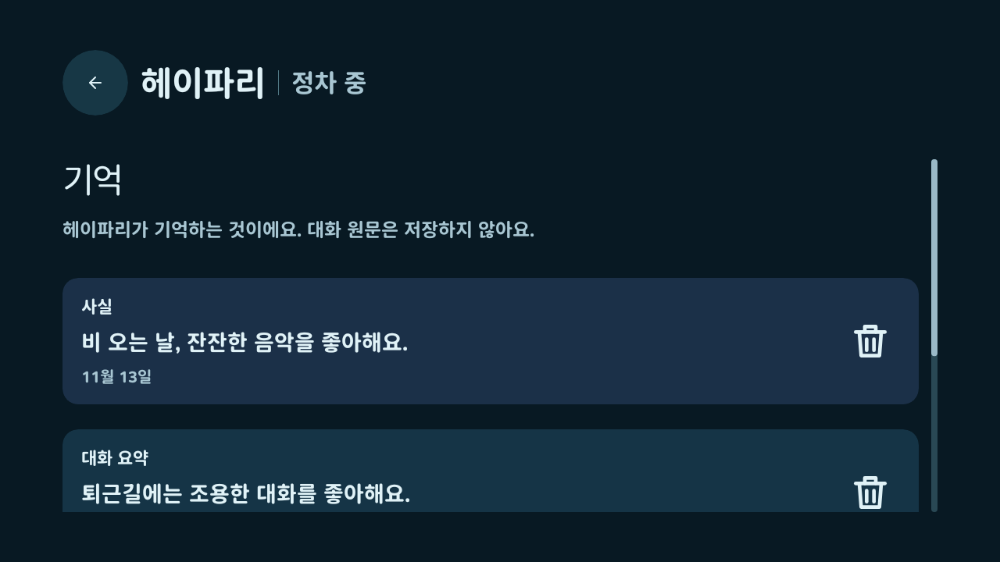 헤이파리 정차 중
기억
헤이파리가 기억하는 것이에요. 대화 원문은 저장하지 않아요.
사실
비 오는 날, 잔잔한 음악을 좋아해요.
11월 13일
대화 요약
퇴근길에는 조용한 대화를 좋아해요.